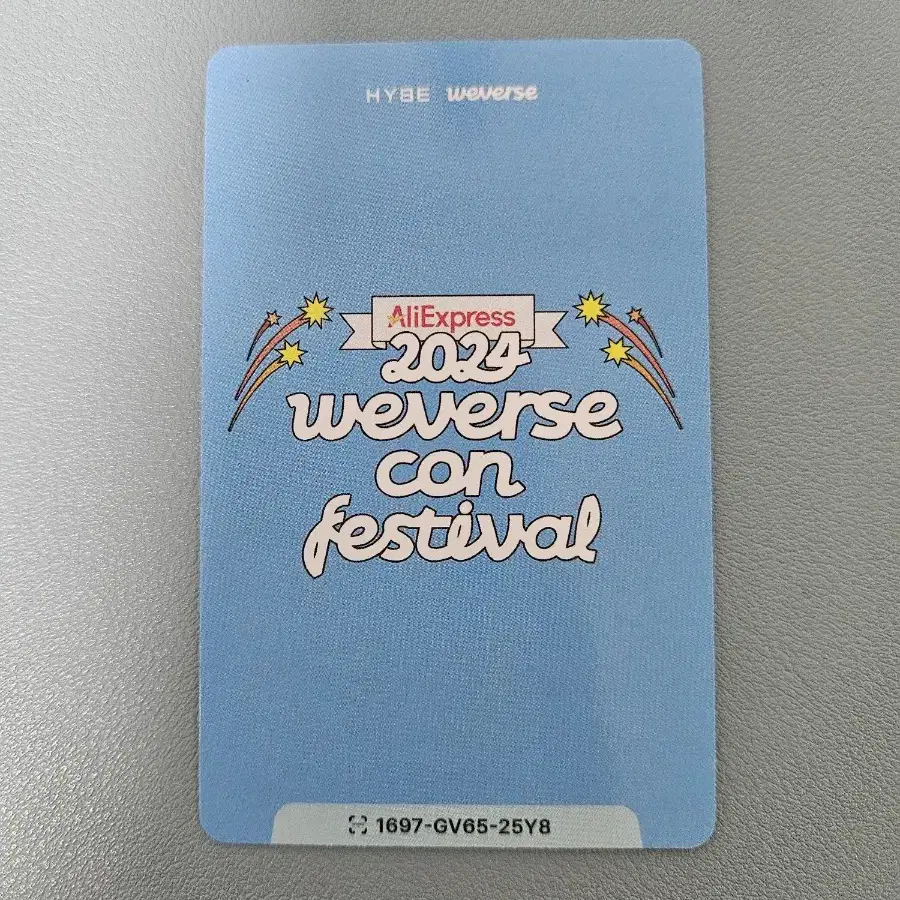 HYBE weverse
AliExpress
2024
weverse
con
festival
1697-GV65-25Y8